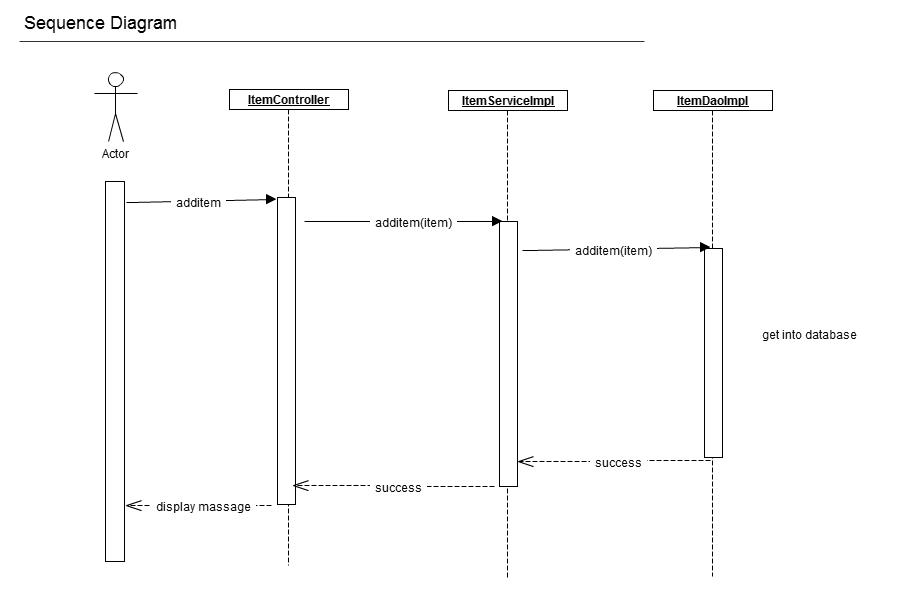 Sequence Diagram
ItemController
ItemServiceImpl
ItemDaoImpl
Actor
additem
additem(item)
additem(item)
get into database
success
success
display massage